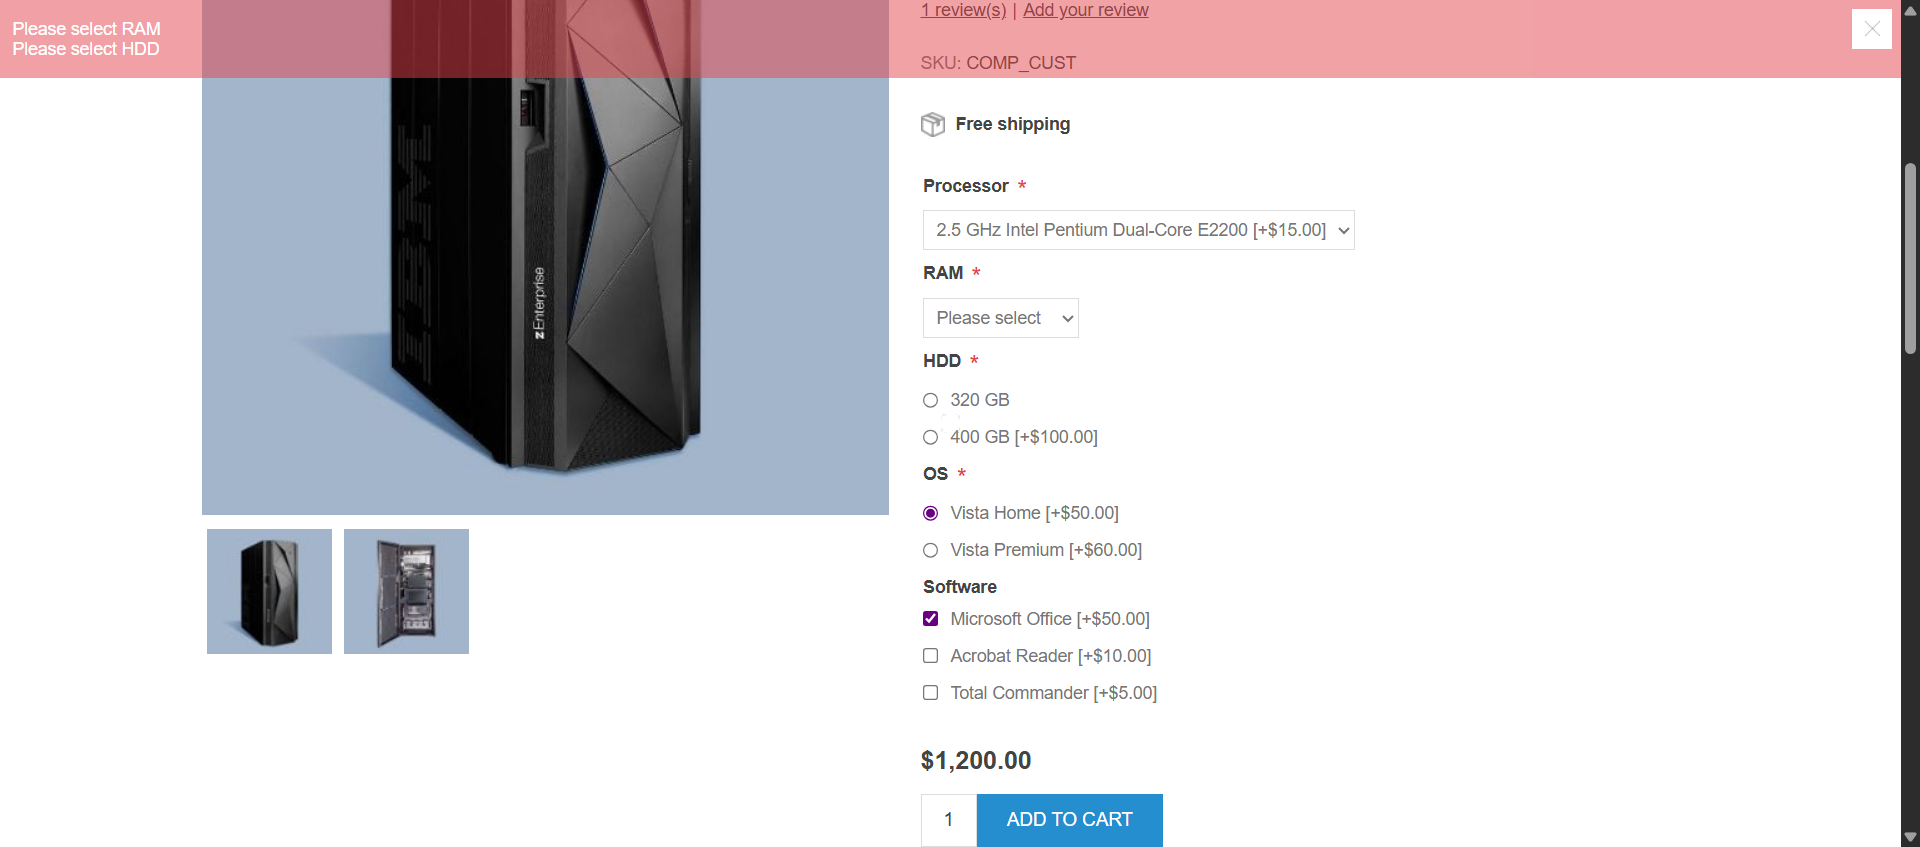 Please select RAM
Please select HDD
1 review(s) | Add your review
SKU: COMP_CUST
Free shipping
Processor *
2.5 GHz Intel Pentium Dual-Core E2200 [+$15.00]
RAM *
Please select
HDD *
320 GB
400 GB [+$100.00]
OS *
Vista Home [+$50.00]
Vista Premium [+$60.00]
Software
Microsoft Office [+$50.00]
Acrobat Reader [+$10.00]
Total Commander [+$5.00]
$1,200.00
1 ADD TO CART
IBM
zEnterprise